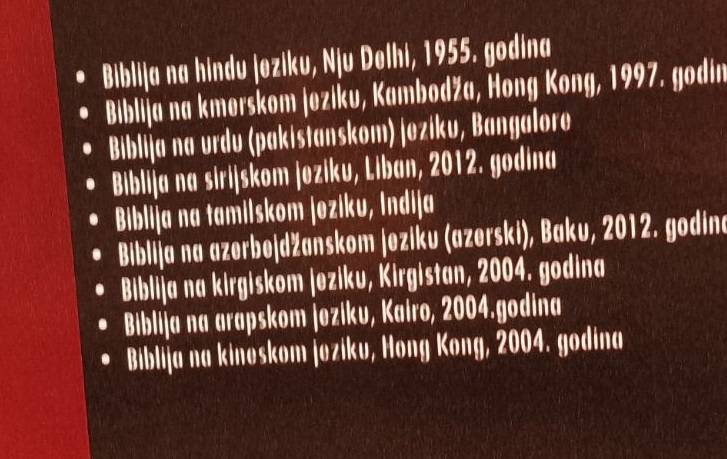 • Biblija na hindu jeziku, Nju Delhi, 1955. godina
• Biblija na kmerskom jeziku, Kambodža, Hong Kong, 1997. godin
• Biblija na urdu (pakistanskom) jeziku, Bangalore
• Biblija na sirijskom jeziku, Liban, 2012. godina
• Biblija na tamilskom jeziku, Indija
• Biblija na azerbejdžanskom jeziku (azerski), Baku, 2012. godina
• Biblija na kirgiskom jeziku, Kirgistan, 2004. godina
• Biblija na arapskom jeziku, Kairo, 2004.godina
• Biblija na kineskom jeziku, Hong Kong, 2004. godina